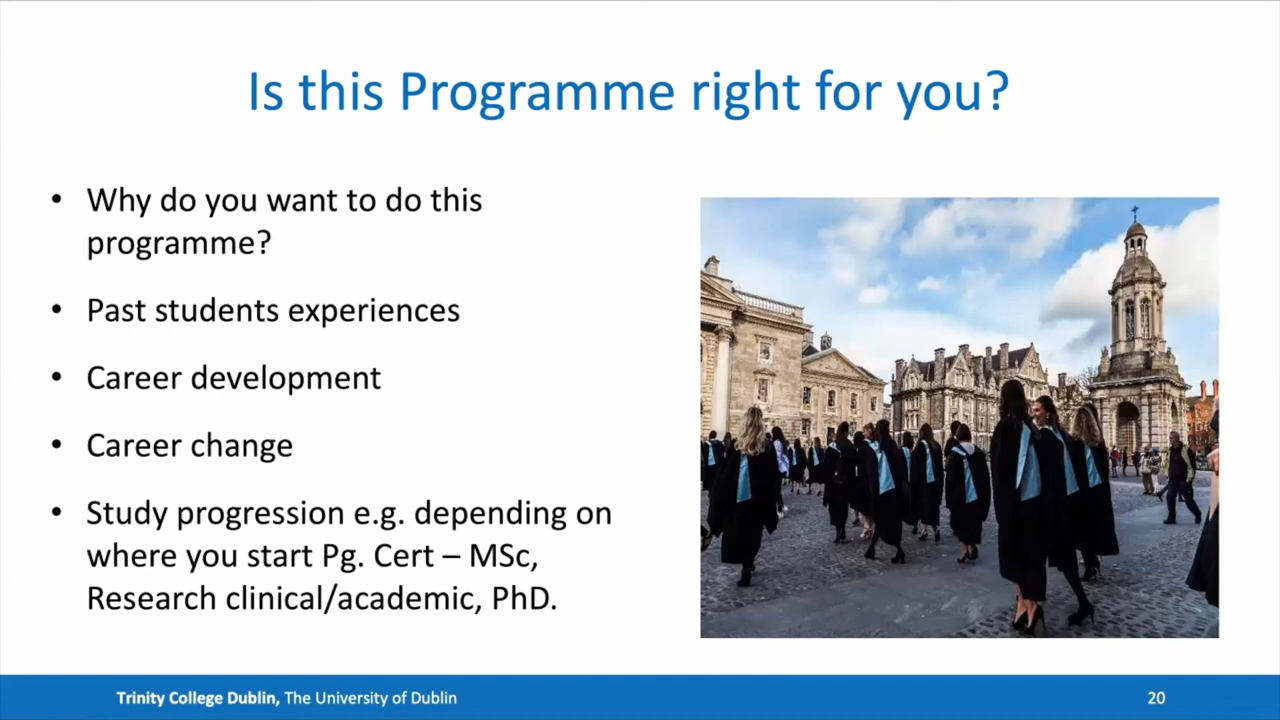 Is this Programme right for you?
• Why do you want to do this
programme?
• Past students experiences
• Career development
• Career change
• Study progression e.g. depending on
where you start Pg. Cert – MSc,
Research clinical/academic, PhD.
Trinity College Dublin, The University of Dublin
20